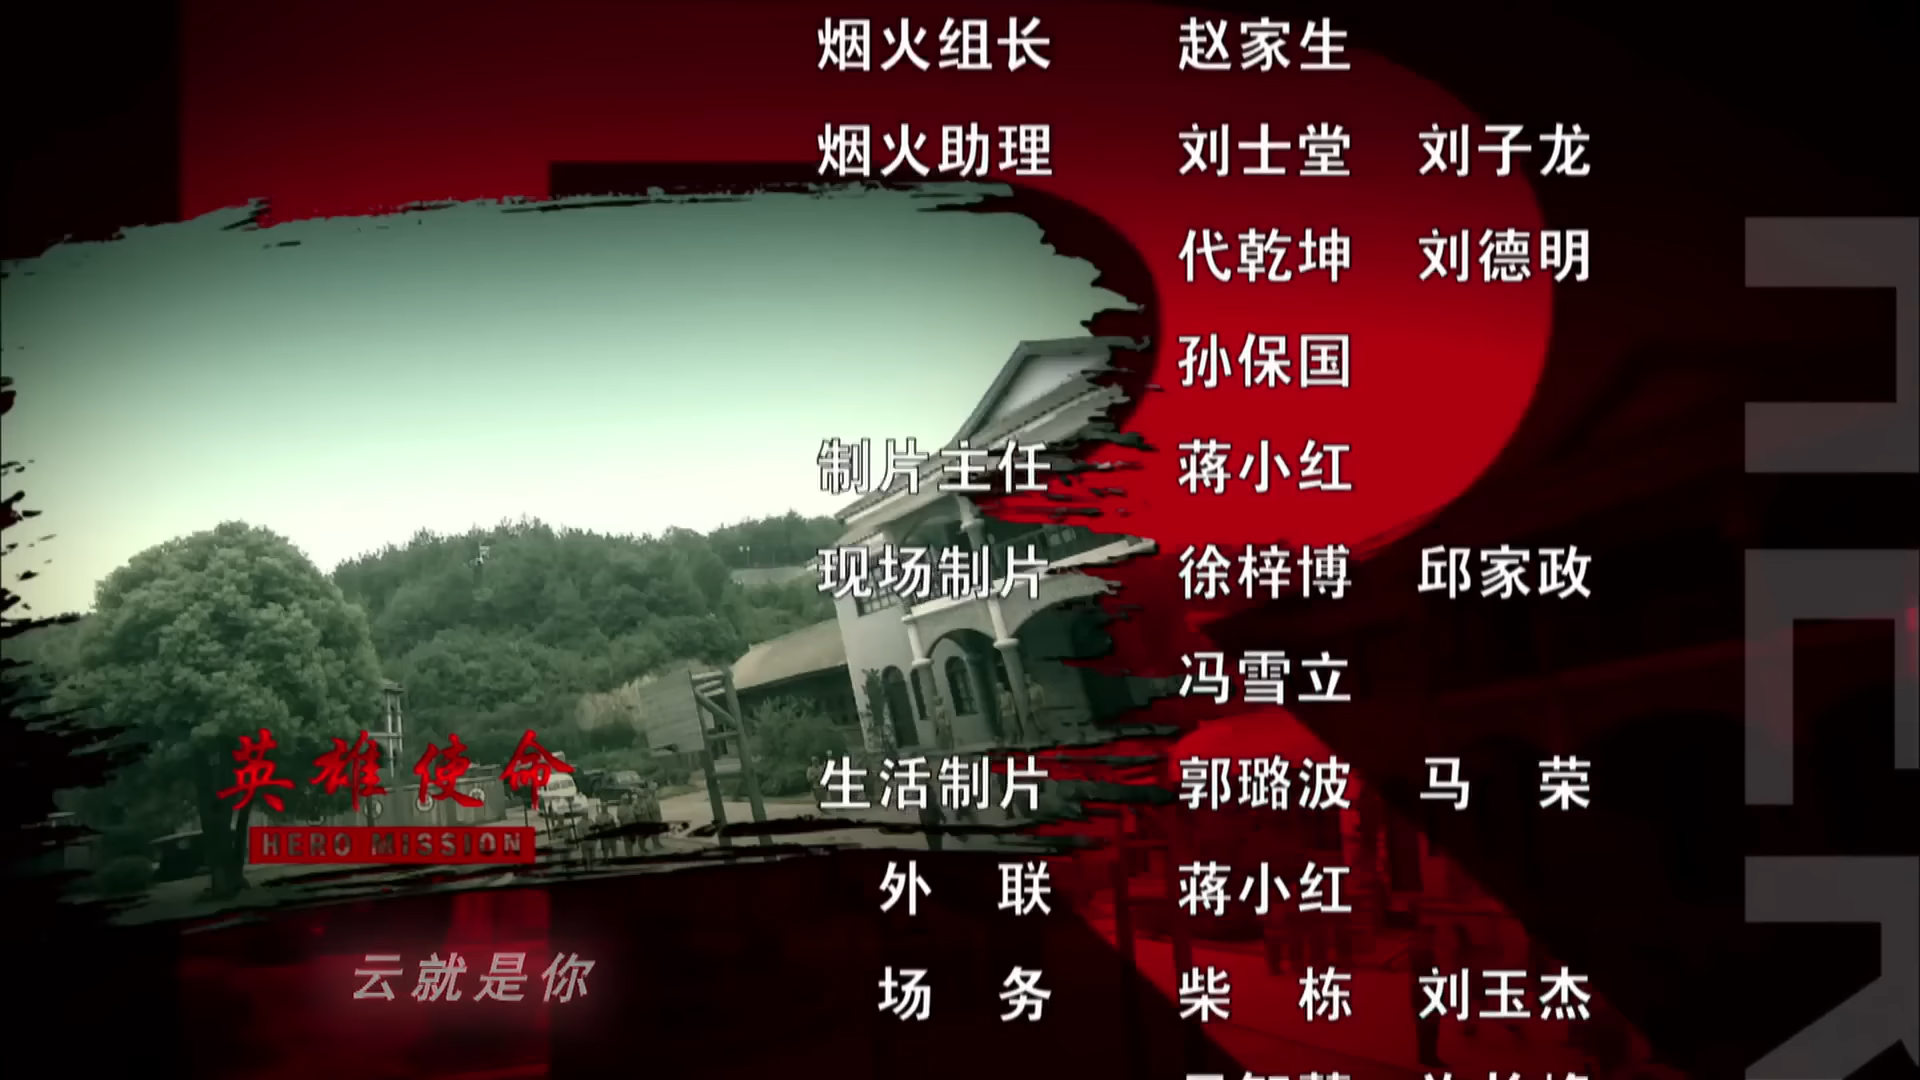 烟火组长 赵家生
烟火助理 刘士堂 刘子龙
代乾坤 刘德明
孙保国
制片主任 蒋小红
现场制片 徐梓博 邱家政
冯雪立
生活制片 郭璐波 马 荣
外 联 蒋小红
场 务 柴 栋 刘玉杰
英雄使命
HERO MISSION
云就是你
HER